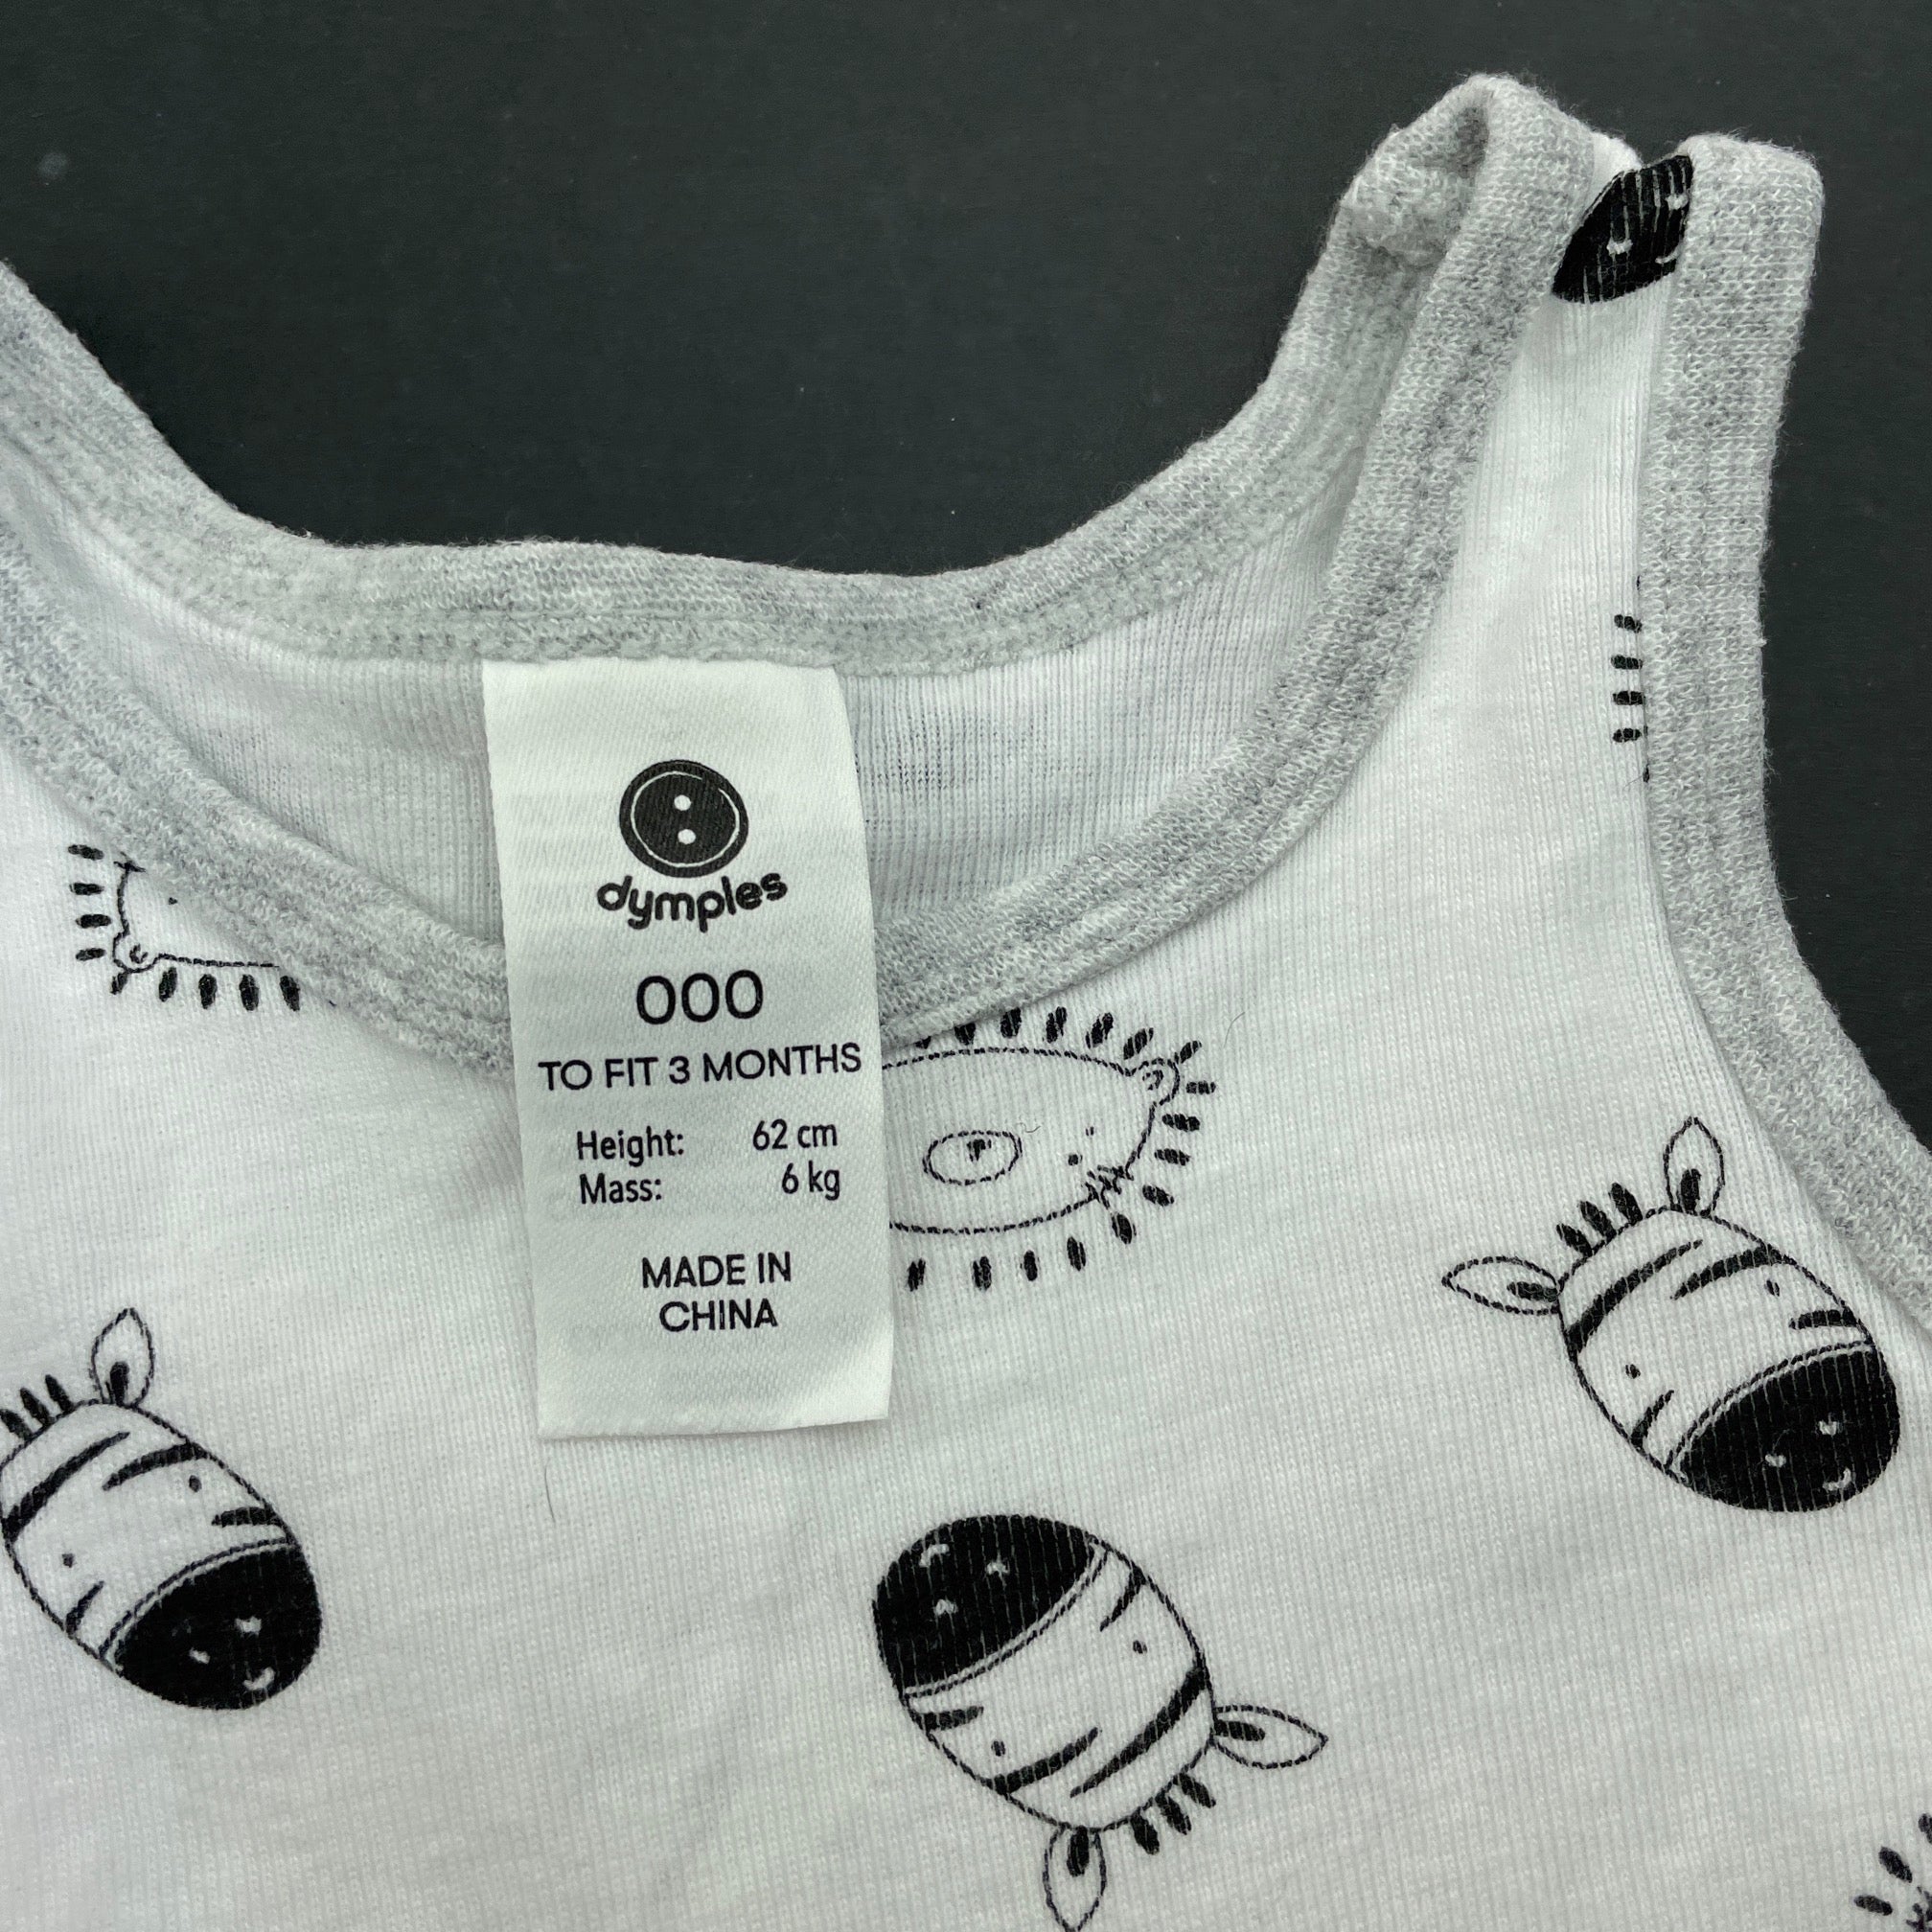 dymples
000
TO FIT 3 MONTHS
Height: 62 cm
Mass: 6 kg
MADE IN
CHINA